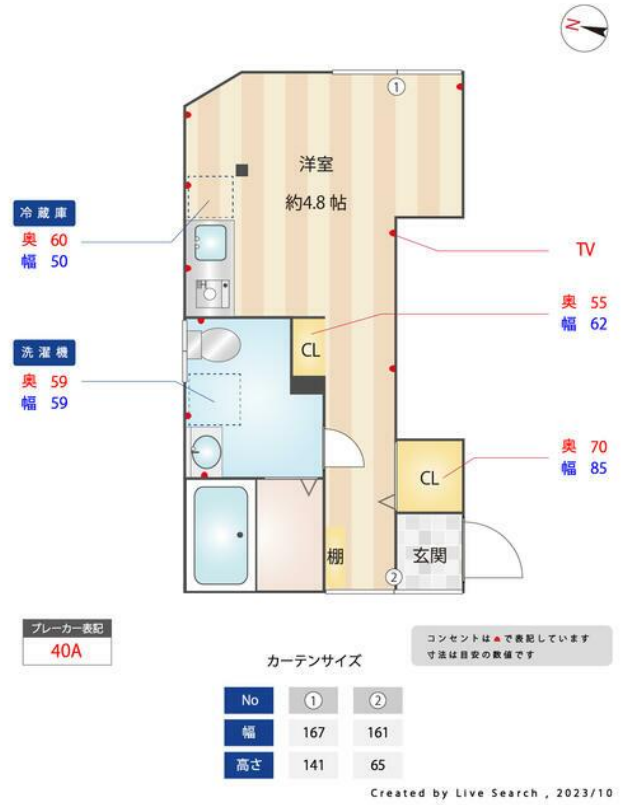 N
①
洋室
約4.8 帖
冷蔵庫
奥 60
幅 50
TV
IH
奥 55
幅 62
洗濯機
奥 59
幅 59
CL
奥 70
幅 85
CL
棚
玄関
②
ブレーカー表記
40A
コンセントは で表記しています
寸法は目安の数値です
カーテンサイズ
No ① ②
幅 167 161
高さ 141 65
Created by Live Search , 2023/10